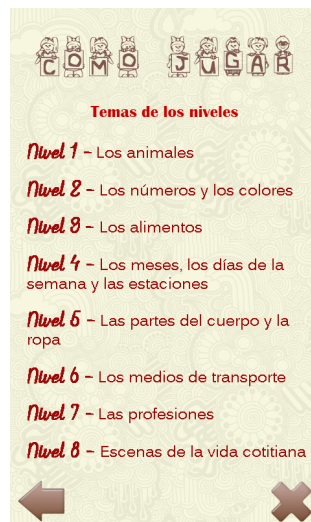 COMO JUGAR
Temas de los niveles
Nivel 1 - Los animales
Nivel 2 - Los números y los colores
Nivel 3 - Los alimentos
Nivel 4 - Los meses, los días de la
semana y las estaciones
Nivel 5 - Las partes del cuerpo y la
ropa
Nivel 6 - Los medios de transporte
Nivel 7 - Las profesiones
Nivel 8 - Escenas de la vida cotitiana